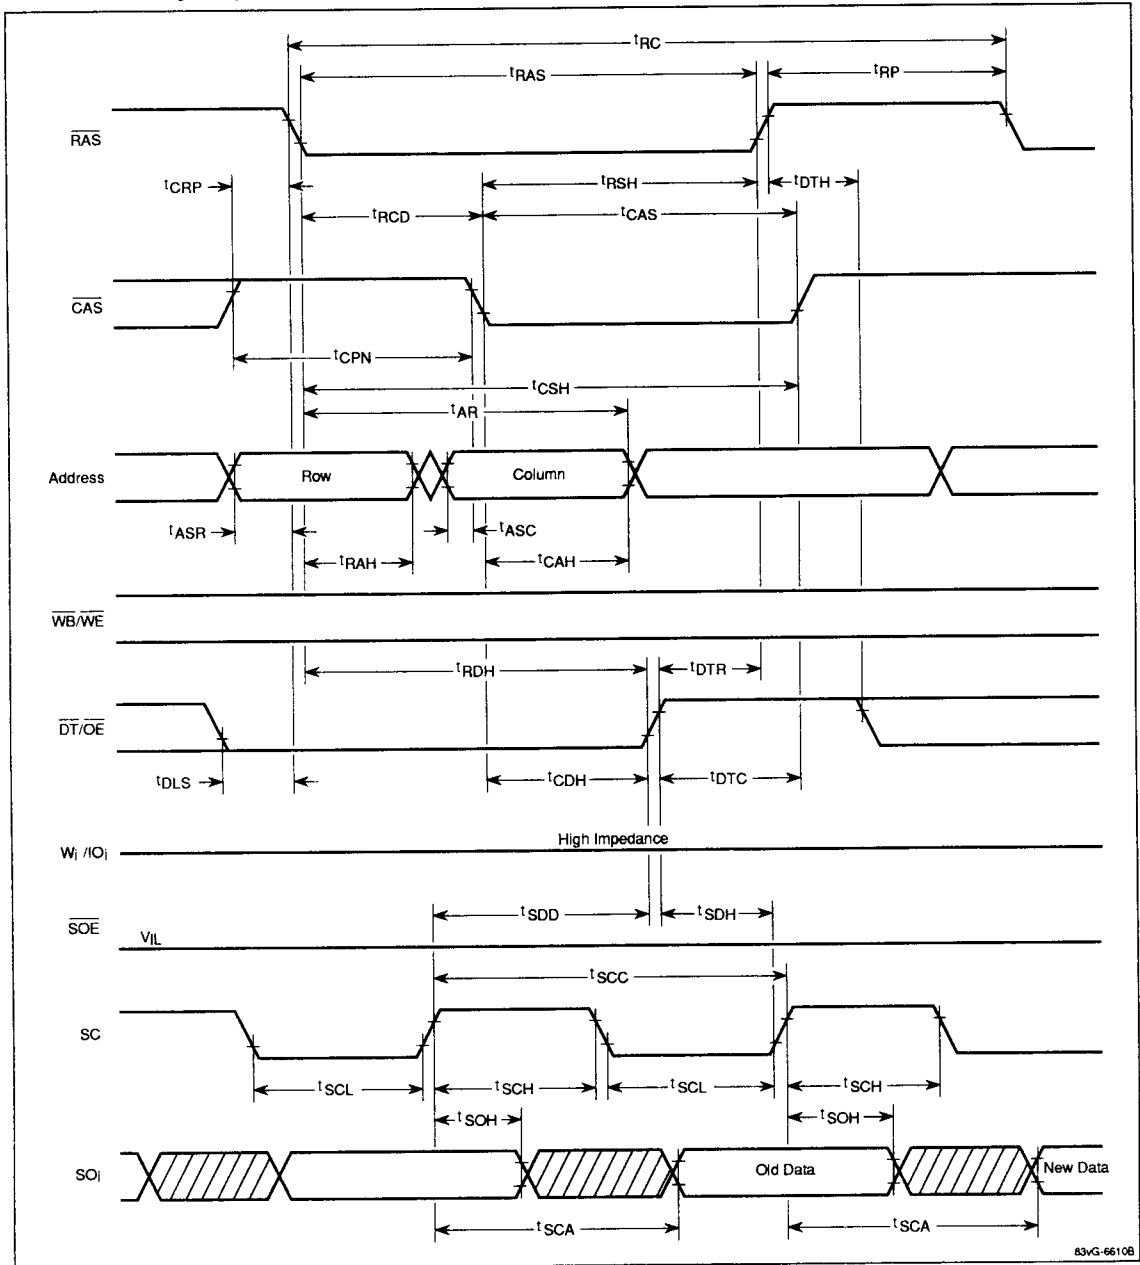 tRC
tRAS
tRP
RAS
tCRP
tRSH
tDTH
tRCD
tCAS
CAS
tCPN
tCSH
tAR
Address
Row
Column
tASR
tASC
tRAH
tCAH
WB/WE
tRDH
tDTR
DT/OE
tDLS
tCDH
tDTC
High Impedance
Wi /IOi
tSDD
tSDH
SOE
VIL
tSCC
SC
tSCL
tSCH
tSCL
tSCH
tSOH
tSOH
SOi
Old Data
New Data
tSCA
tSCA
83vG-6610B